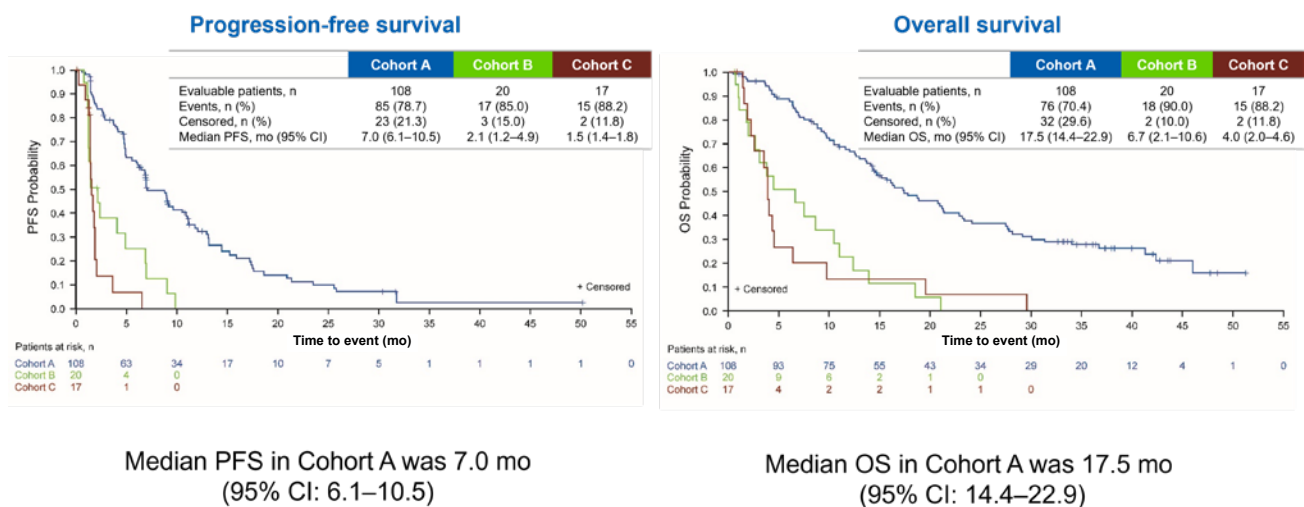 Progression-free survival
Cohort A Cohort B Cohort C
Evaluable patients, n 108 20 17
Events, n (%) 85 (78.7) 17 (85.0) 15 (88.2)
Censored, n (%) 23 (21.3) 3 (15.0) 2 (11.8)
Median PFS, mo (95% CI) 7.0 (6.1–10.5) 2.1 (1.2–4.9) 1.5 (1.4–1.8)
PFS Probability
1.0
0.9
0.8
0.7
0.6
0.5
0.4
0.3
0.2
0.1
0.0
+ Censored
0 5 10 15 20 25 30 35 40 45 50 55
Time to event (mo)
Patients at risk, n
Cohort A 108 63 34 17 10 7 5 1 1 1 1 0
Cohort B 20 4 0
Cohort C 17 1 0
Median PFS in Cohort A was 7.0 mo
(95% CI: 6.1–10.5)
Overall survival
Cohort A Cohort B Cohort C
Evaluable patients, n 108 20 17
Events, n (%) 76 (70.4) 18 (90.0) 15 (88.2)
Censored, n (%) 32 (29.6) 2 (10.0) 2 (11.8)
Median OS, mo (95% CI) 17.5 (14.4–22.9) 6.7 (2.1–10.6) 4.0 (2.0–4.6)
OS Probability
1.0
0.9
0.8
0.7
0.6
0.5
0.4
0.3
0.2
0.1
0.0
+ Censored
0 5 10 15 20 25 30 35 40 45 50 55
Time to event (mo)
Patients at risk, n
Cohort A 108 93 75 55 43 34 29 20 12 4 1 0
Cohort B 20 9 6 2 1 0
Cohort C 17 4 2 2 1 1 0
Median OS in Cohort A was 17.5 mo
(95% CI: 14.4–22.9)